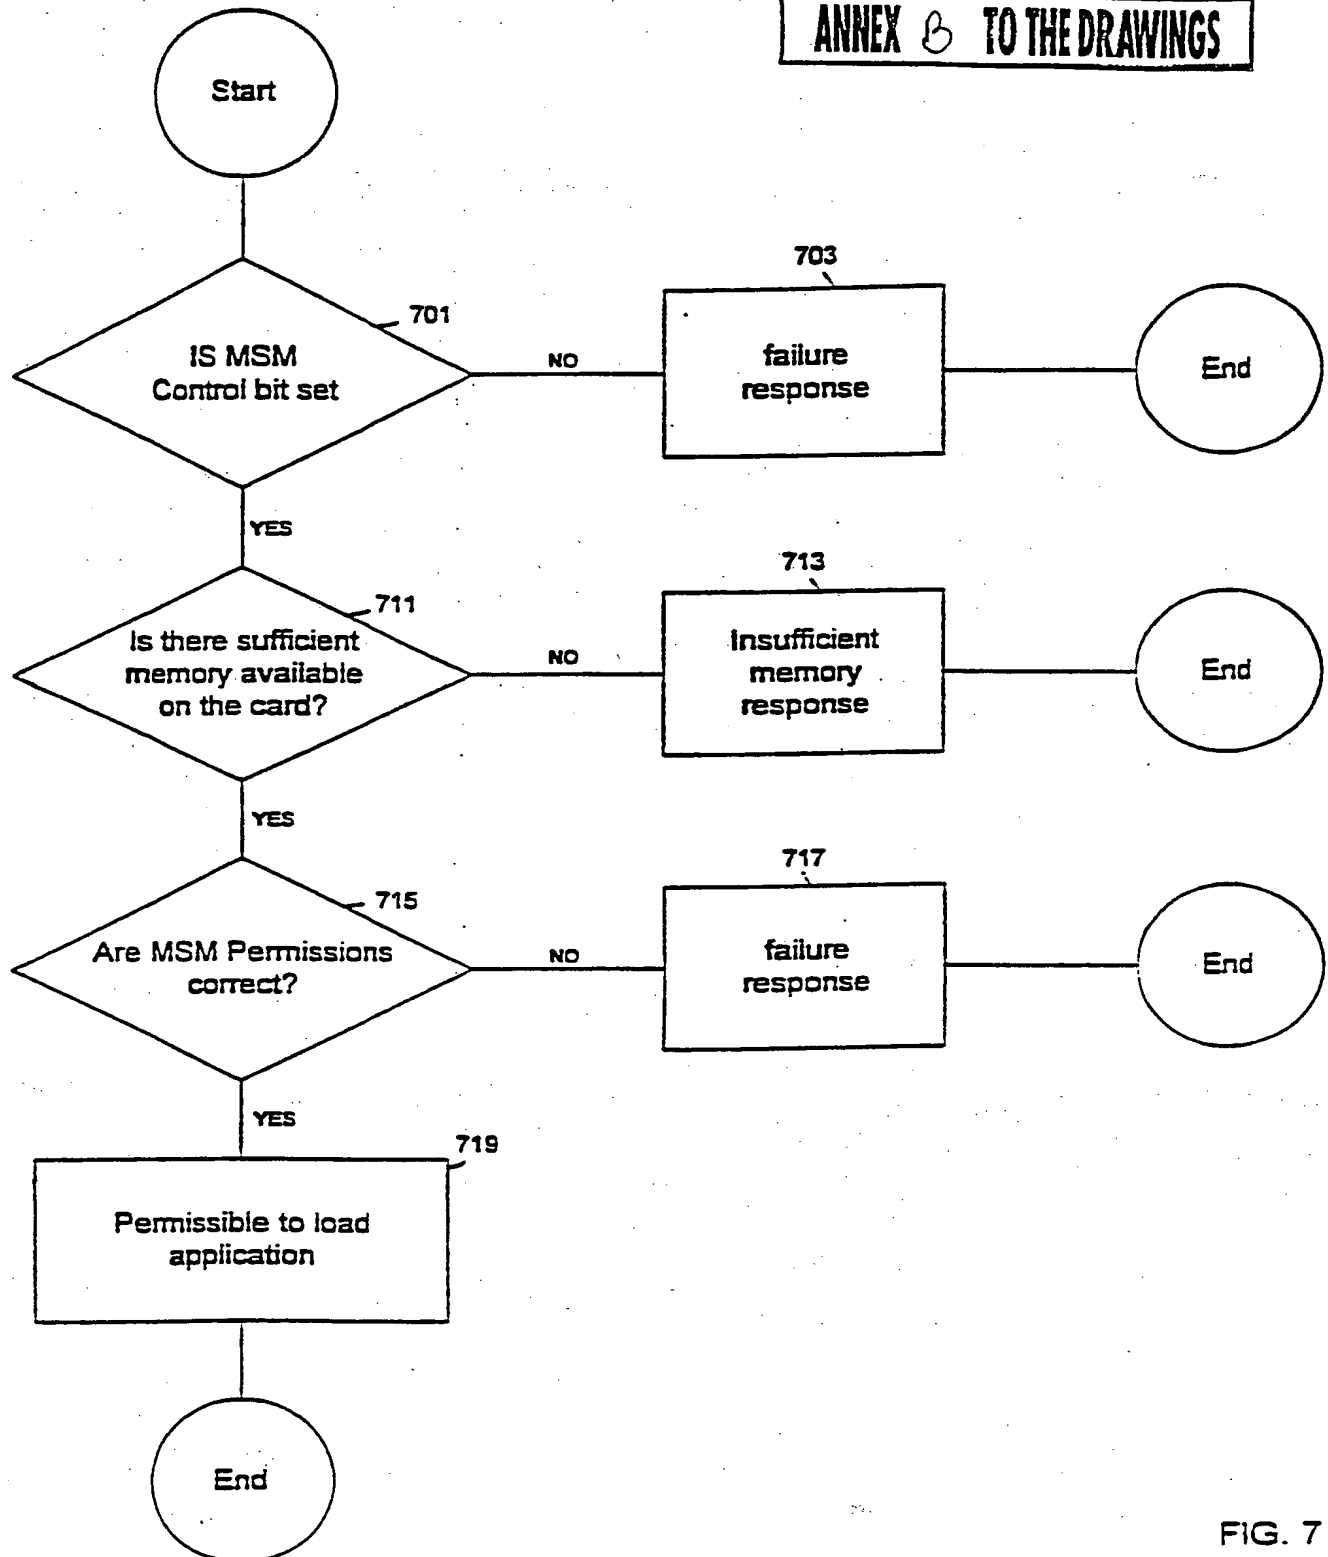 ANNEX B TO THE DRAWINGS
Start
701
IS MSM
Control bit set
NO
703
failure
response
End
YES
711
Is there sufficient
memory available
on the card?
NO
713
Insufficient
memory
response
End
YES
715
Are MSM Permissions
correct?
NO
717
failure
response
End
YES
719
Permissible to load
application
End
FIG. 7